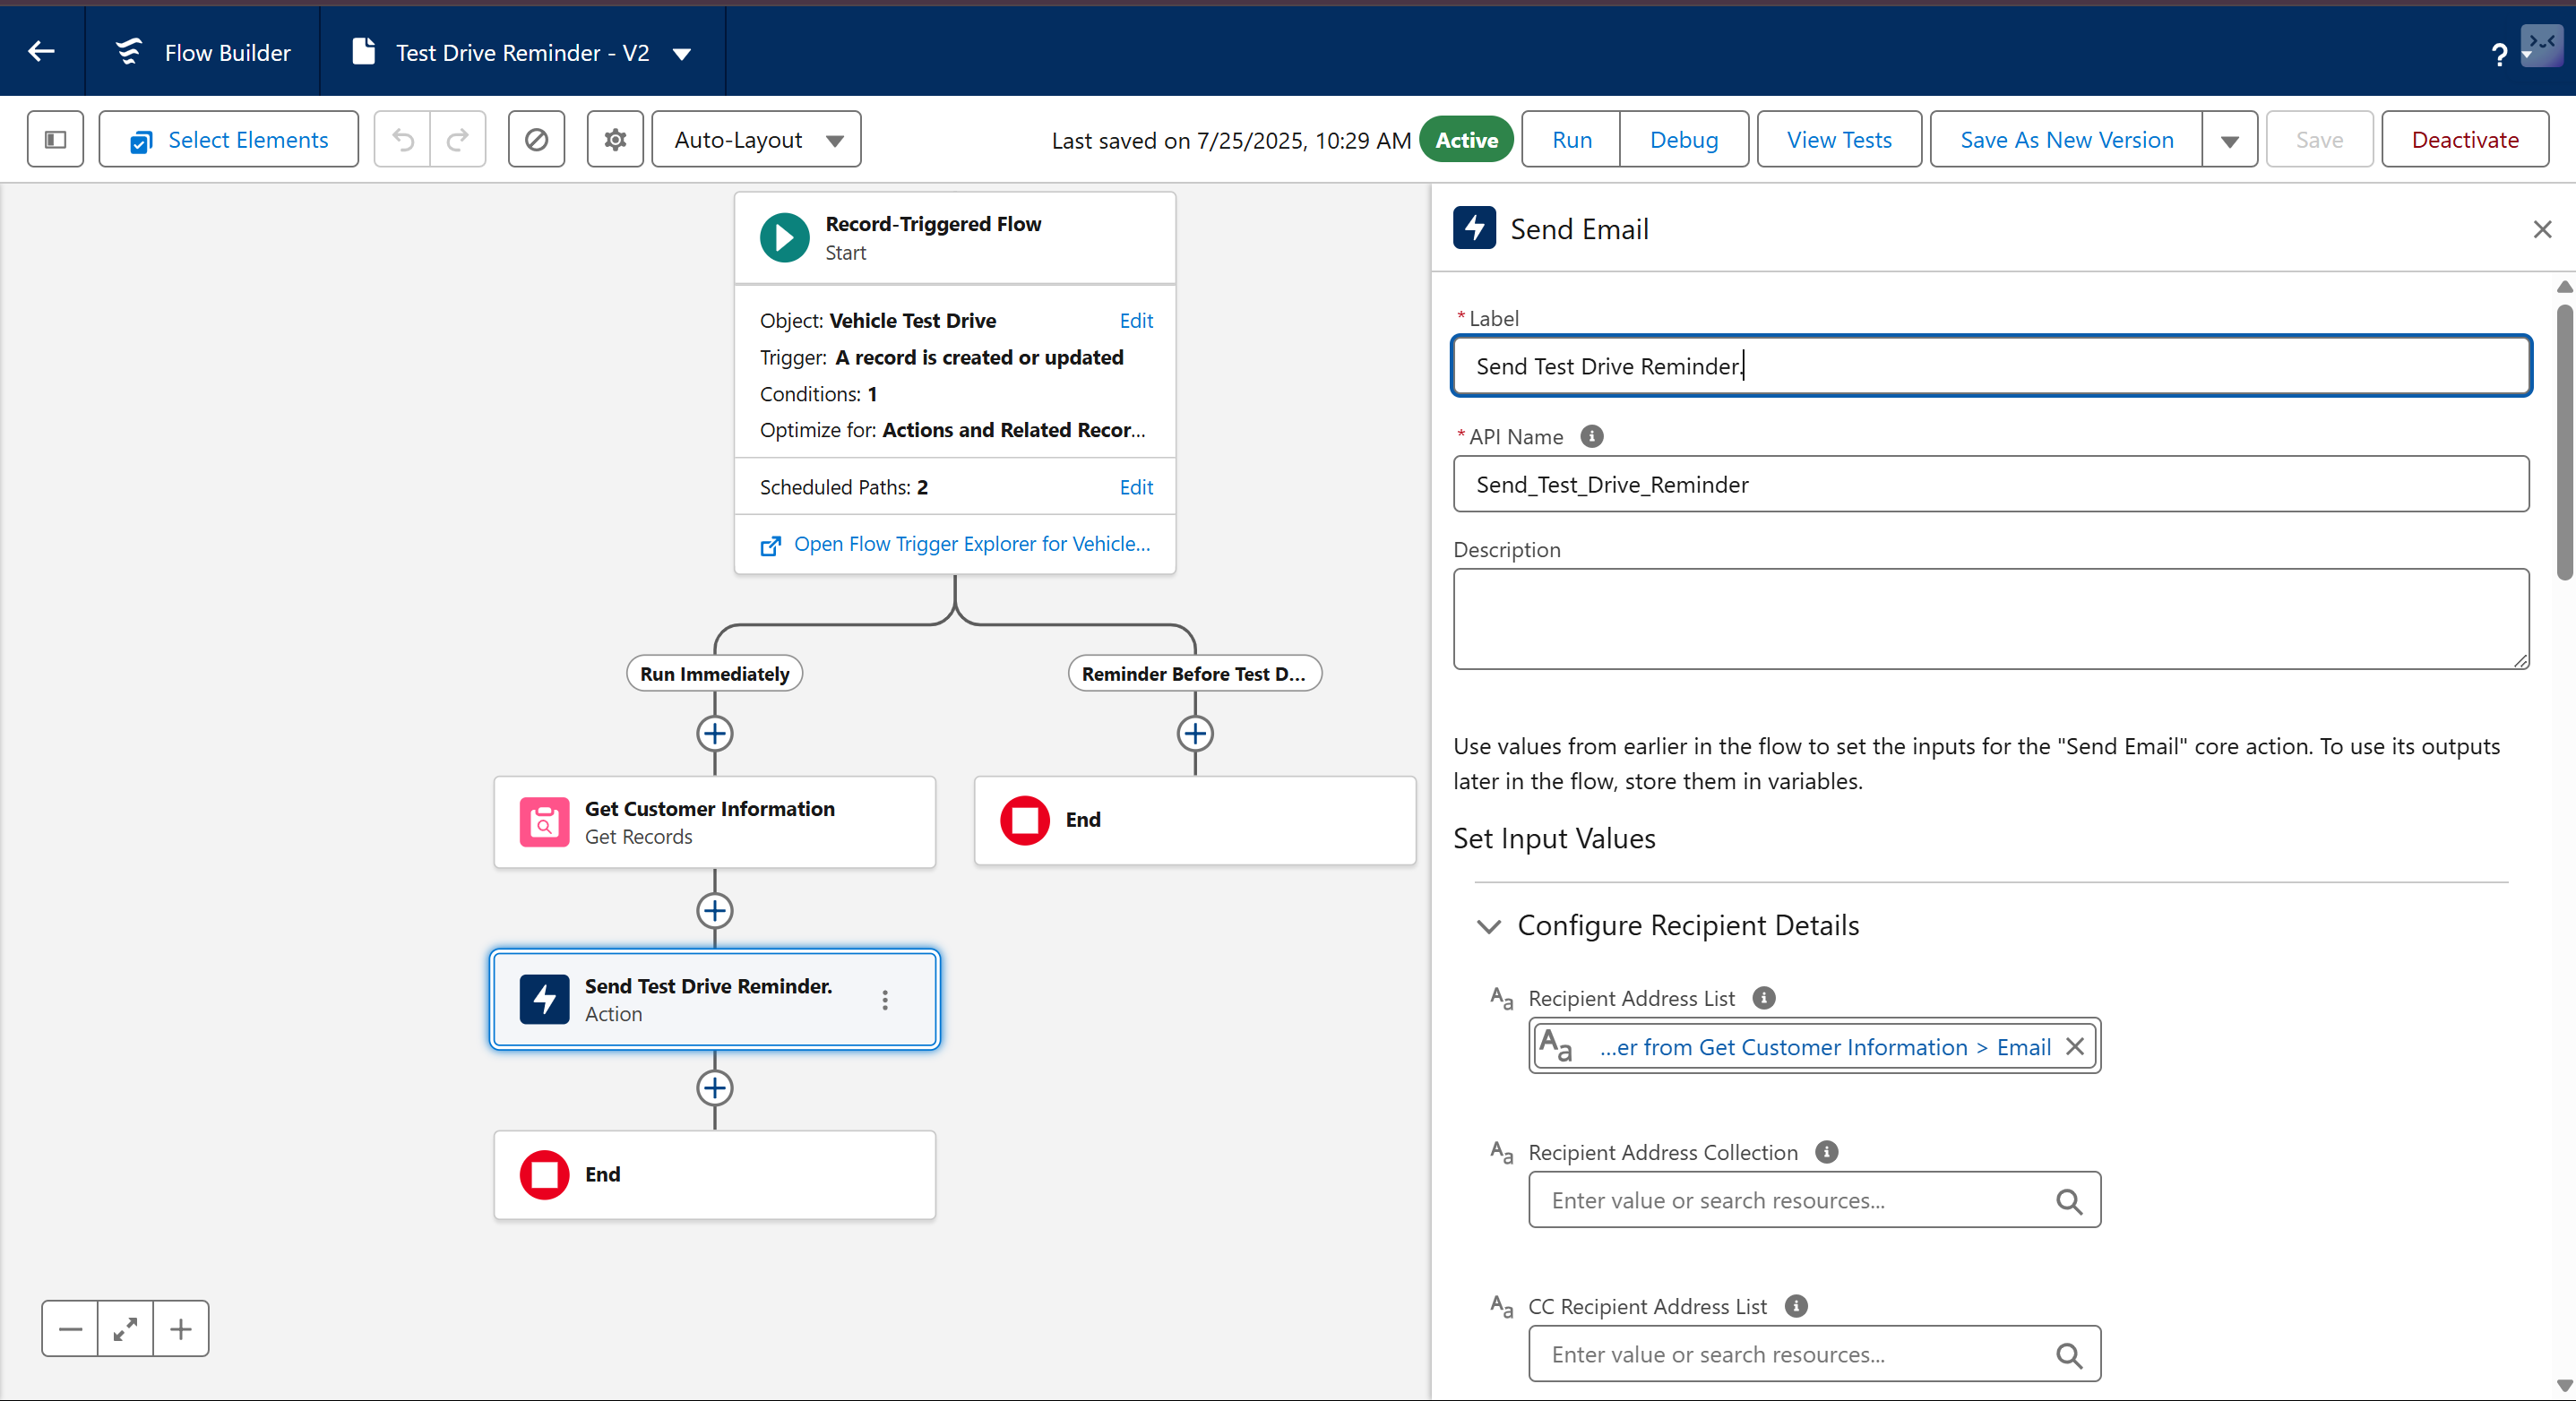 Flow Builder
Test Drive Reminder - V2
?
Select Elements
Auto-Layout
Last saved on 7/25/2025, 10:29 AM
Active
Run
Debug
View Tests
Save As New Version
Save
Deactivate
Record-Triggered Flow
Start
Object: Vehicle Test Drive
Edit
Trigger: A record is created or updated
Conditions: 1
Optimize for: Actions and Related Recor...
Scheduled Paths: 2
Edit
Open Flow Trigger Explorer for Vehicle...
Run Immediately
Reminder Before Test D...
Get Customer Information
Get Records
End
Send Test Drive Reminder.
Action
End
Send Email
* Label
Send Test Drive Reminder.
* API Name
Send_Test_Drive_Reminder
Description
Use values from earlier in the flow to set the inputs for the "Send Email" core action. To use its outputs
later in the flow, store them in variables.
Set Input Values
Configure Recipient Details
Aa Recipient Address List
Aa ...er from Get Customer Information > Email
Aa Recipient Address Collection
Enter value or search resources...
Aa CC Recipient Address List
Enter value or search resources...